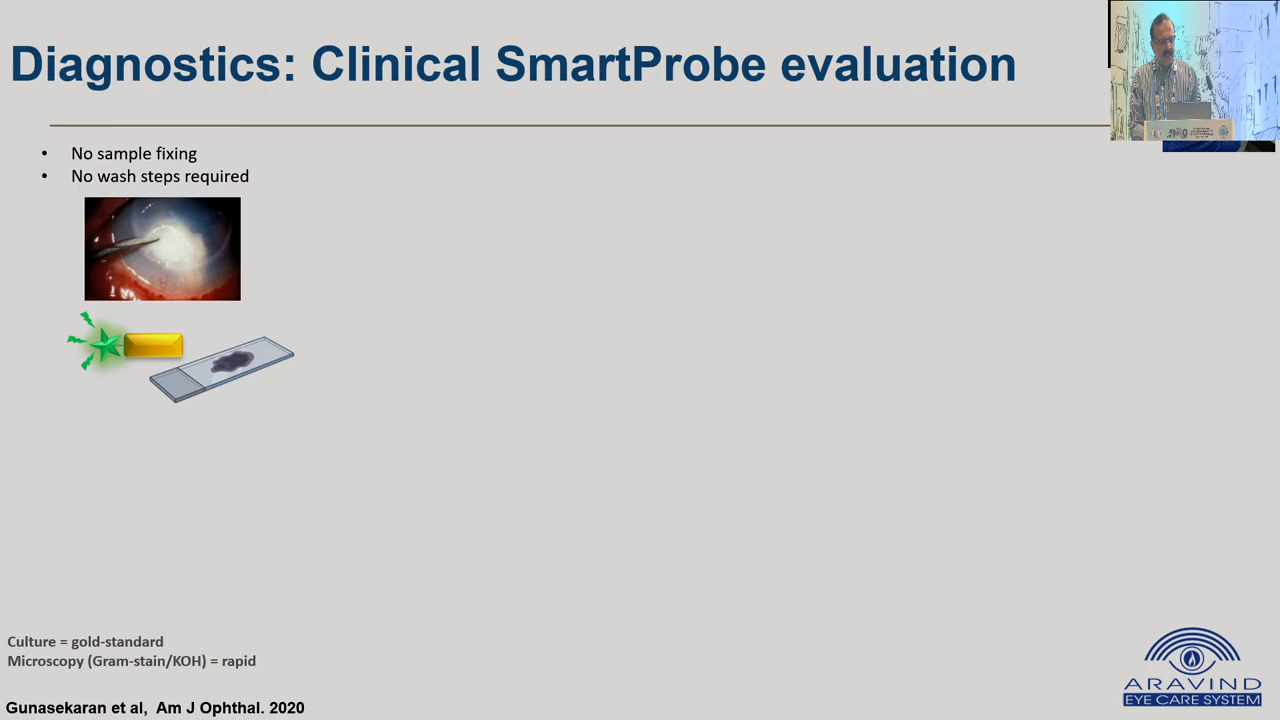 Diagnostics: Clinical SmartProbe evaluation
• No sample fixing
• No wash steps required
Culture = gold-standard
Microscopy (Gram-stain/KOH) = rapid
Gunasekaran et al, Am J Ophthal. 2020
ARAVIND
EYE CARE SYSTEM